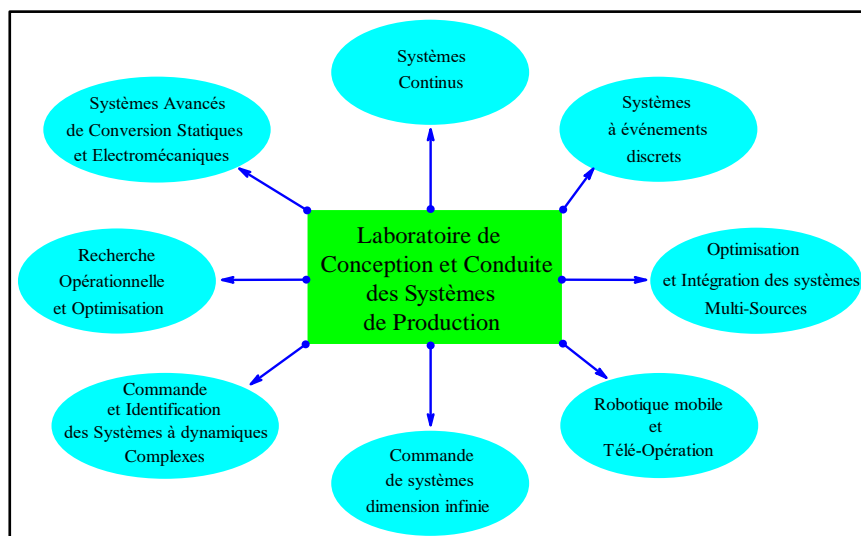 Systèmes
Continus
Systèmes Avancés
de Conversion Statiques
et Electromécaniques
Systèmes
à événements
discrets
Laboratoire de
Conception et Conduite
des Systèmes
de Production
Recherche
Opérationnelle
et Optimisation
Optimisation
et Intégration des systèmes
Multi-Sources
Commande
et Identification
des Systèmes à dynamiques
Complexes
Commande
de systèmes
dimension infinie
Robotique mobile
et
Télé-Opération